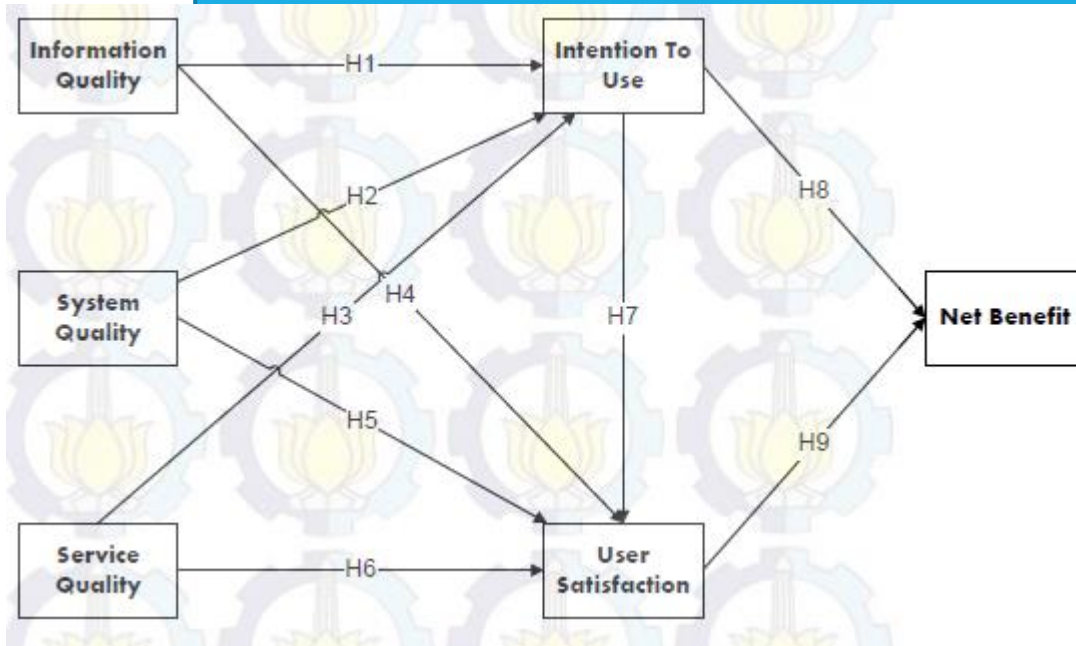 Information
Quality
H1
Intention To
Use
H2
H8
System
Quality
H3
H4
H7
Net Benefit
H5
H9
Service
Quality
H6
User
Satisfaction